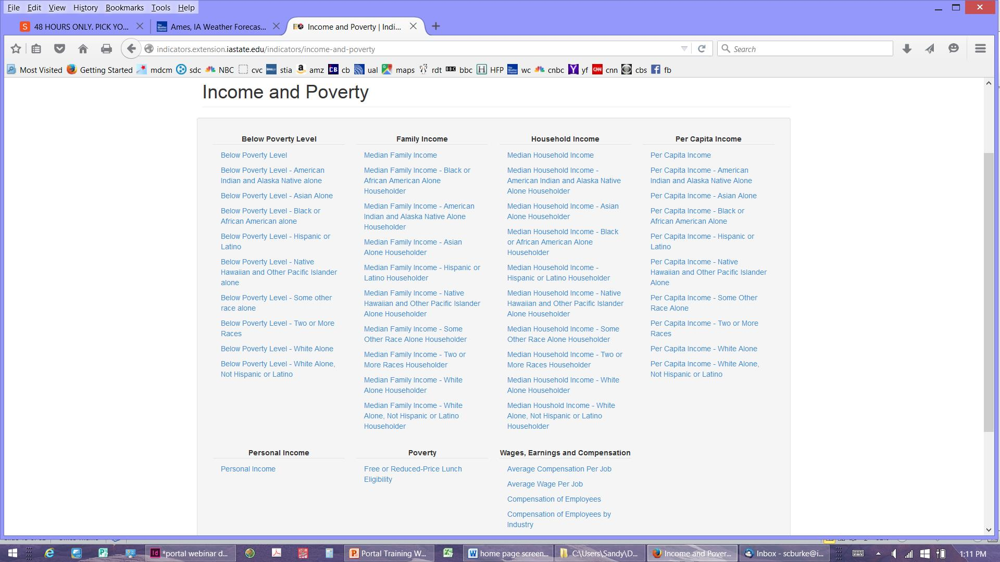 File Edit View History Bookmarks Tools Help
48 HOURS ONLY. PICK YO...
Ames, IA Weather Forecas...
Income and Poverty | Indi...
indicators.extension.iastate.edu/indicators/income-and-poverty
Search
Most Visited Getting Started mdcm sdc NBC cvc stia amz cb ual maps rdt bbc HFP wc cnbc yf cnn cbs fb
Income and Poverty
Below Poverty Level
Below Poverty Level
Below Poverty Level - American
Indian and Alaska Native alone
Below Poverty Level - Asian Alone
Below Poverty Level - Black or
African American alone
Below Poverty Level - Hispanic or
Latino
Below Poverty Level - Native
Hawaiian and Other Pacific Islander
alone
Below Poverty Level - Some other
race alone
Below Poverty Level - Two or More
Races
Below Poverty Level - White Alone
Below Poverty Level - White Alone,
Not Hispanic or Latino
Family Income
Median Family Income
Median Family Income - Black or
African American Alone
Householder
Median Family Income - American
Indian and Alaska Native Alone
Householder
Median Family Income - Asian
Alone Householder
Median Family Income - Hispanic or
Latino Householder
Median Family Income - Native
Hawaiian and Other Pacific Islander
Alone Householder
Median Family Income - Some
Other Race Alone Householder
Median Family Income - Two or
More Races Householder
Median Family Income - White
Alone Householder
Median Family Income - White
Alone, Not Hispanic or Latino
Householder
Household Income
Median Household Income
Median Household Income -
American Indian and Alaska Native
Alone Householder
Median Household Income - Asian
Alone Householder
Median Household Income - Black
or African American Alone
Householder
Median Household Income -
Hispanic or Latino Householder
Median Household Income - Native
Hawaiian and Other Pacific Islander
Alone Householder
Median Household Income - Some
Other Race Alone Householder
Median Household Income - Two or
More Races Householder
Median Household Income - White
Alone Householder
Median Houshold Income - White
Alone, Not Hispanic or Latino
Householder
Per Capita Income
Per Capita Income
Per Capita Income - American
Indian and Alaska Native Alone
Per Capita Income - Asian Alone
Per Capita Income - Black or
African American Alone
Per Capita Income - Hispanic or
Latino
Per Capita Income - Native
Hawaiian and Other Pacific Islander
Alone
Per Capita Income - Some Other
Race Alone
Per Capita Income - Two or More
Races
Per Capita Income - White Alone
Per Capita Income - White Alone,
Not Hispanic or Latino
Personal Income
Personal Income
Poverty
Free or Reduced-Price Lunch
Eligibility
Wages, Earnings and Compensation
Average Compensation Per Job
Average Wage Per Job
Compensation of Employees
Compensation of Employees by
Industry
*portal webinar d...
Portal Training W...
home page screen...
C:\Users\Sandy\D...
Income and Pover...
Inbox - scburke@i...
1:11 PM